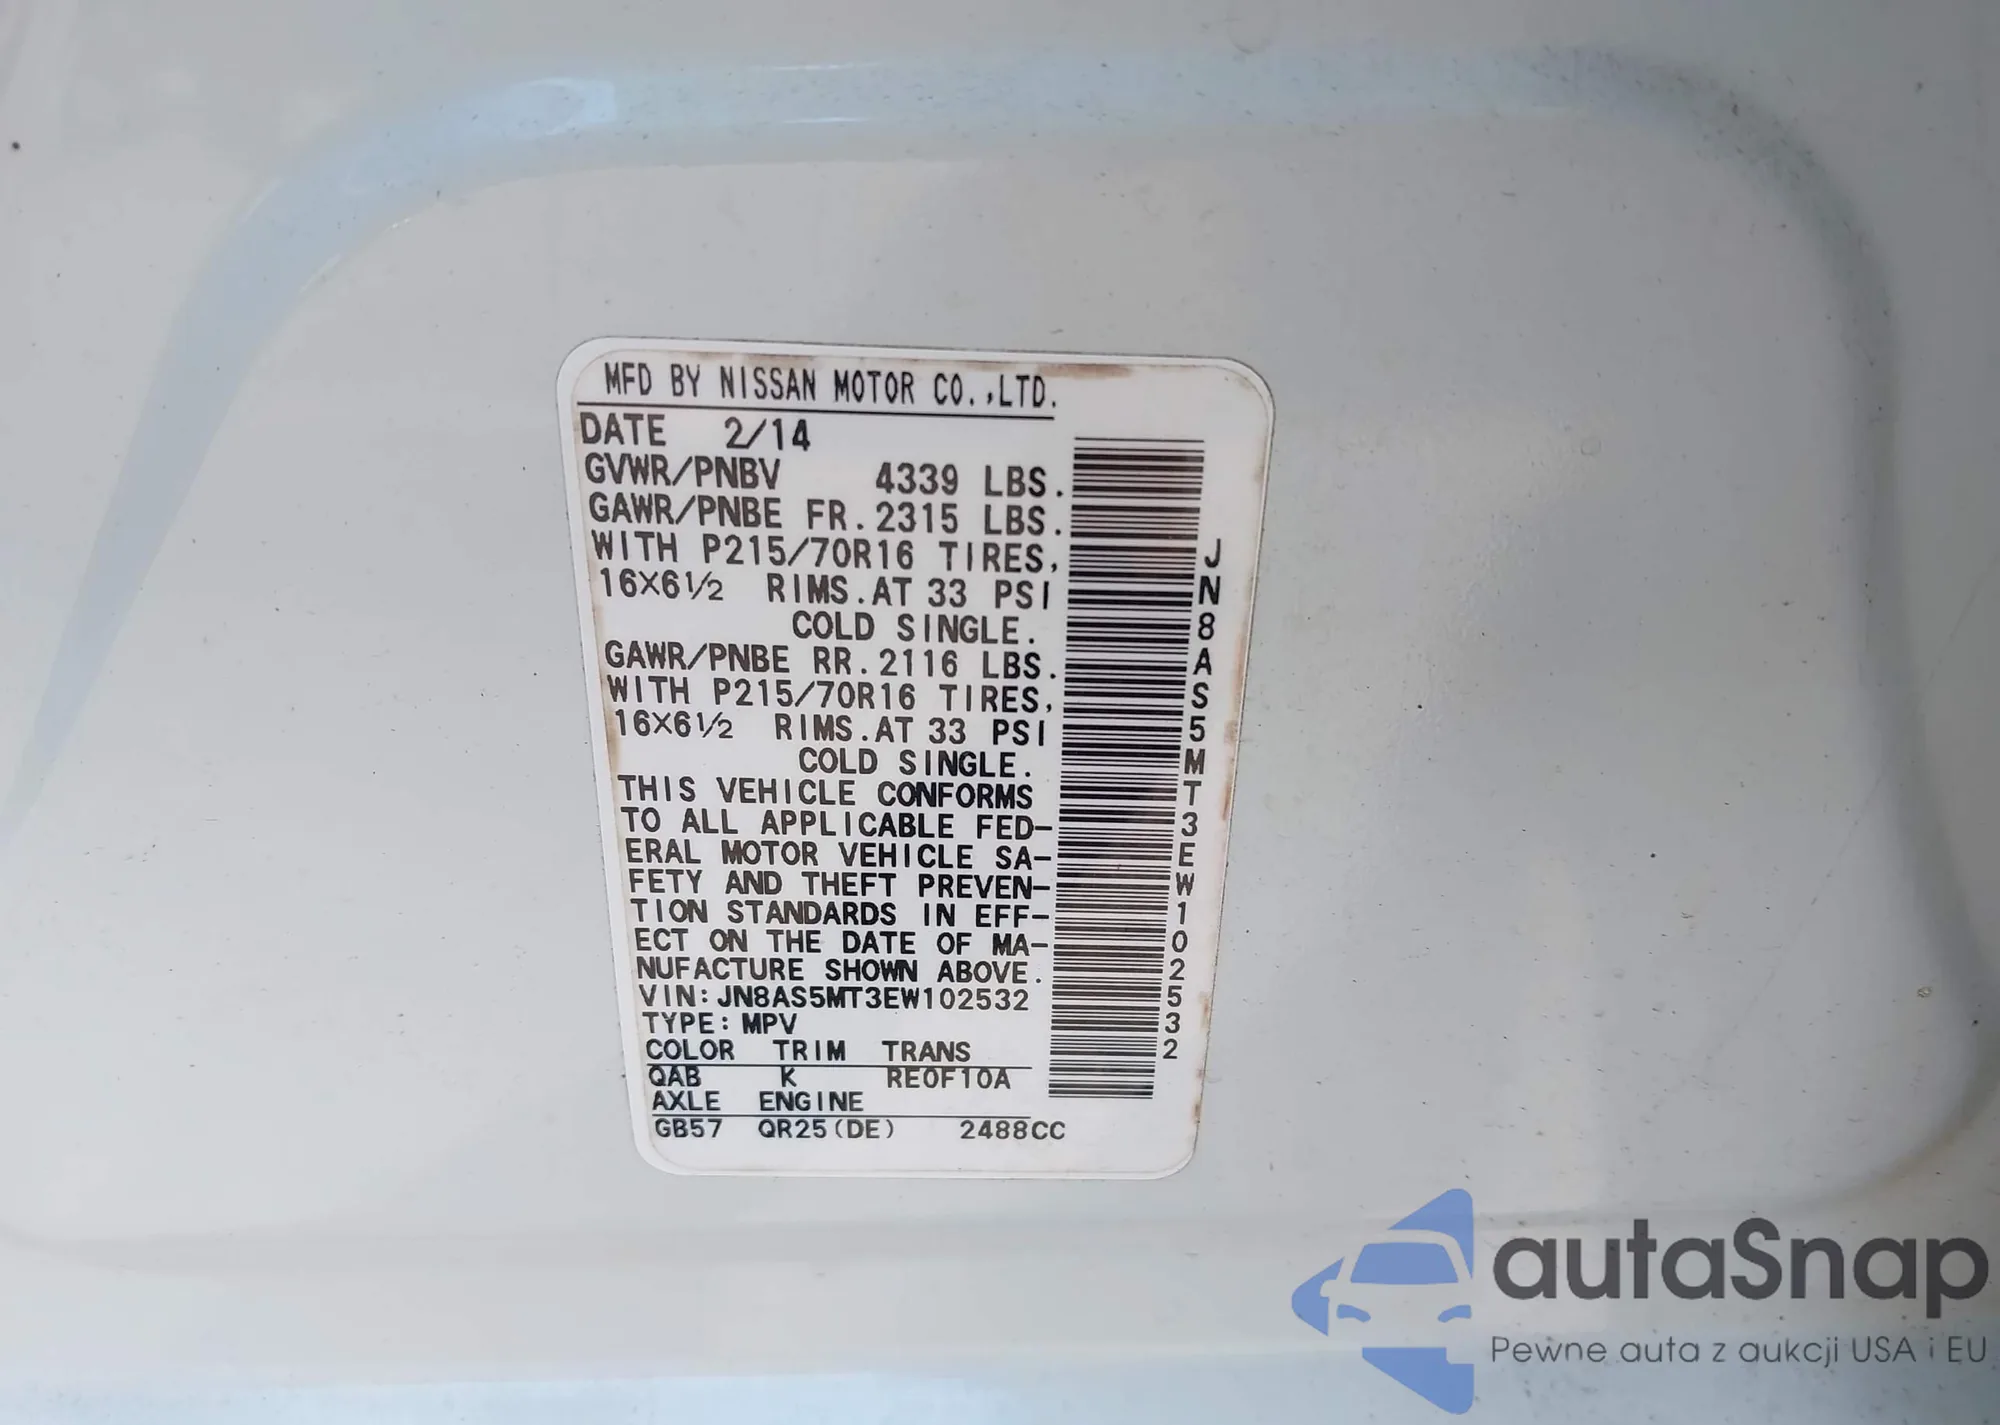 MFD BY NISSAN MOTOR CO.,LTD.
DATE 2/14
GVWR/PNBV 4339 LBS.
GAWR/PNBE FR.2315 LBS.
WITH P215/70R16 TIRES,
16X6½ RIMS.AT 33 PSI
COLD SINGLE.
GAWR/PNBE RR.2116 LBS.
WITH P215/70R16 TIRES,
16X6½ RIMS.AT 33 PSI
COLD SINGLE.
THIS VEHICLE CONFORMS
TO ALL APPLICABLE FED-
ERAL MOTOR VEHICLE SA-
FETY AND THEFT PREVEN-
TION STANDARDS IN EFF-
ECT ON THE DATE OF MA-
NUFACTURE SHOWN ABOVE.
VIN:JN8AS5MT3EW102532
TYPE:MPV
COLOR TRIM TRANS
QAB K RE0F10A
AXLE ENGINE
GB57 QR25(DE) 2488CC
JN8AS5MT3EW102532
autaSnap
Pewne auta z aukcji USA i EU